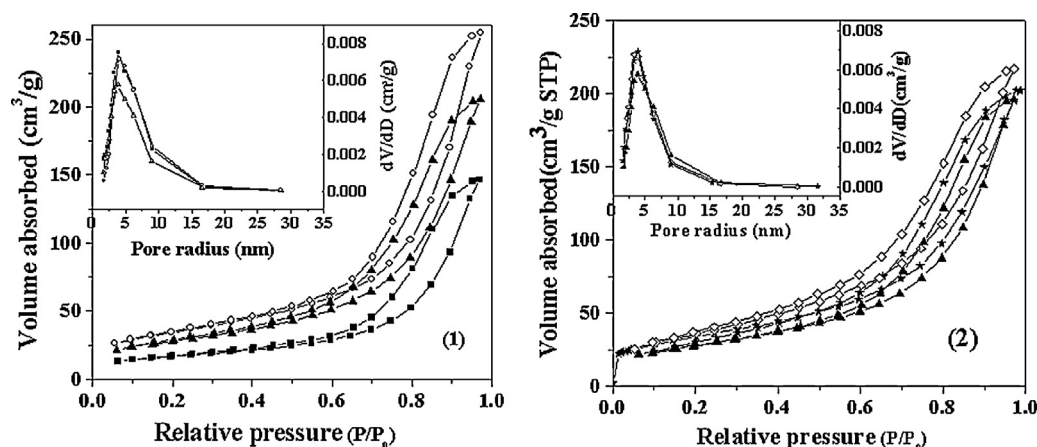 250
200
150
100
50
0
Volume absorbed (cm³/g)
0.0 0.2 0.4 0.6 0.8 1.0
Relative pressure (P/P₀)
(1)
0.008
0.006
0.004
0.002
0.000
dV/dD (cm³/g)
0 5 10 15 20 25 30 35
Pore radius (nm)
250
200
150
100
50
0
Volume absorbed(cm³/g STP)
0.0 0.2 0.4 0.6 0.8 1.0
Relative pressure (P/P₀)
(2)
0.008
0.006
0.004
0.002
0.000
dV/dD(cm³/g)
0 5 10 15 20 25 30 35
Pore radius (nm)